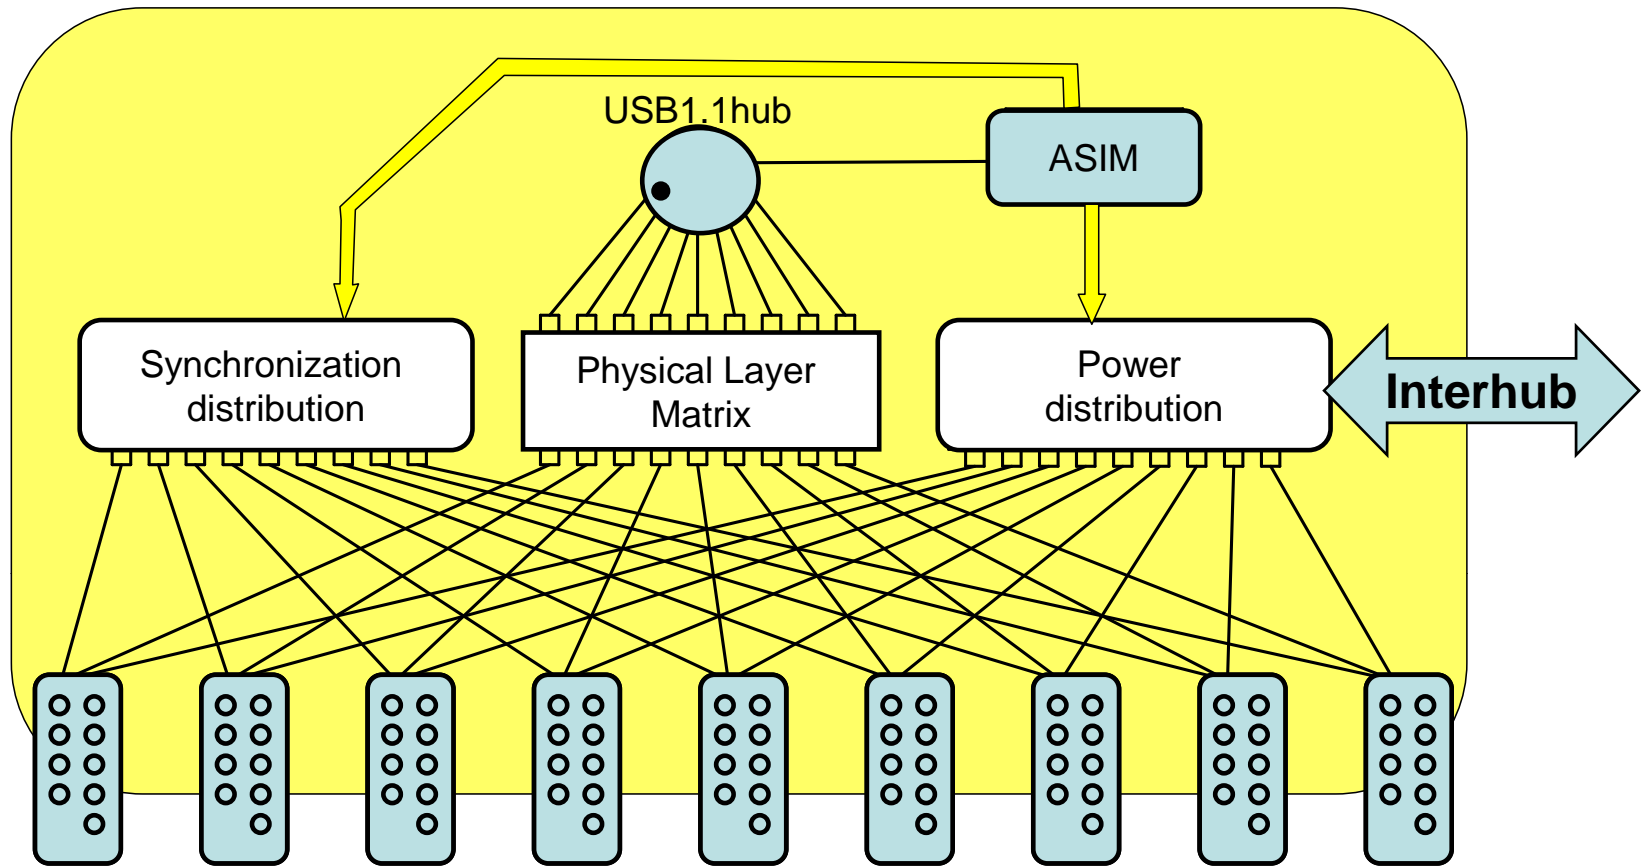 USB1.1hub
ASIM
Synchronization
distribution
Physical Layer
Matrix
Power
distribution
Interhub